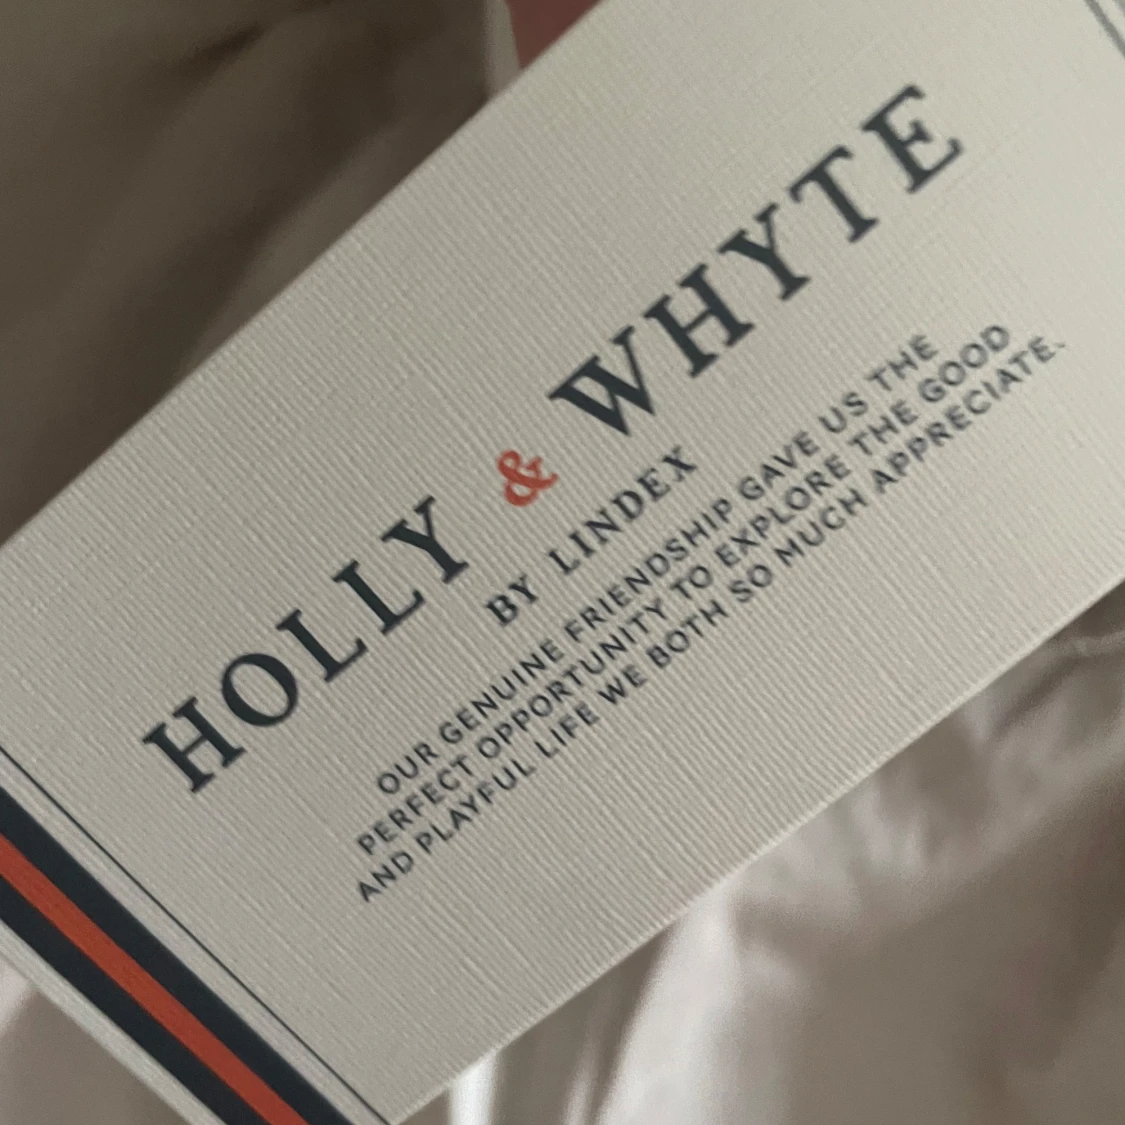 HOLLY & WHYTE
BY LINDEX
OUR GENUINE FRIENDSHIP GAVE US THE
PERFECT OPPORTUNITY TO EXPLORE THE GOOD
AND PLAYFUL LIFE WE BOTH SO MUCH APPRECIATE.